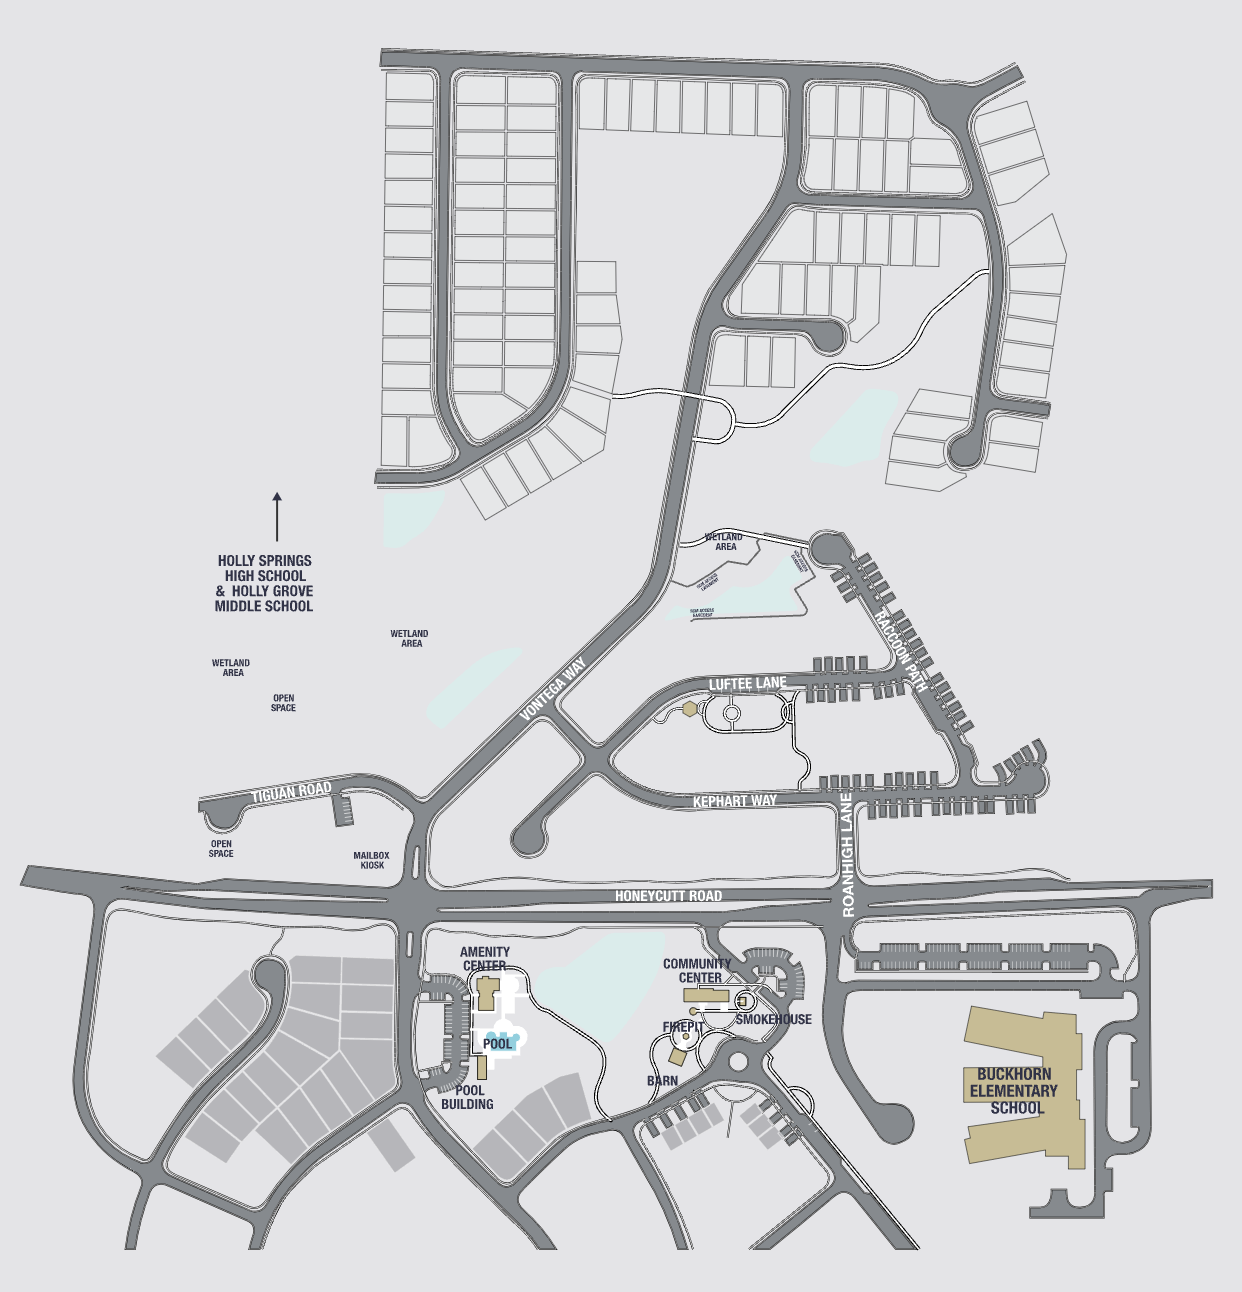 HOLLY SPRINGS
HIGH SCHOOL
& HOLLY GROVE
MIDDLE SCHOOL
WETLAND
AREA
WETLAND
AREA
WETLAND
AREA
OPEN
SPACE
RACCOON PATH
LUFTEE LANE
VONTEGA WAY
TIGUAN ROAD
KEPHART WAY
ROANHIGH LANE
OPEN
SPACE
MAILBOX
KIOSK
HONEYCUTT ROAD
AMENITY
CENTER
COMMUNITY
CENTER
SMOKEHOUSE
FIREPIT
POOL
BARN
POOL
BUILDING
BUCKHORN
ELEMENTARY
SCHOOL